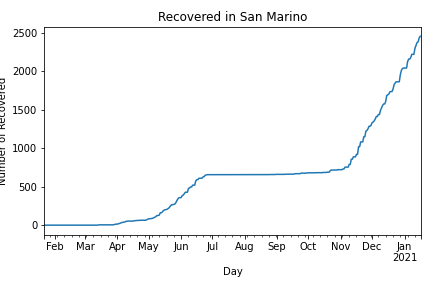 Recovered in San Marino
Number of Recovered
2500
2000
1500
1000
500
0
Feb Mar Apr May Jun Jul Aug Sep Oct Nov Dec Jan
2021
Day